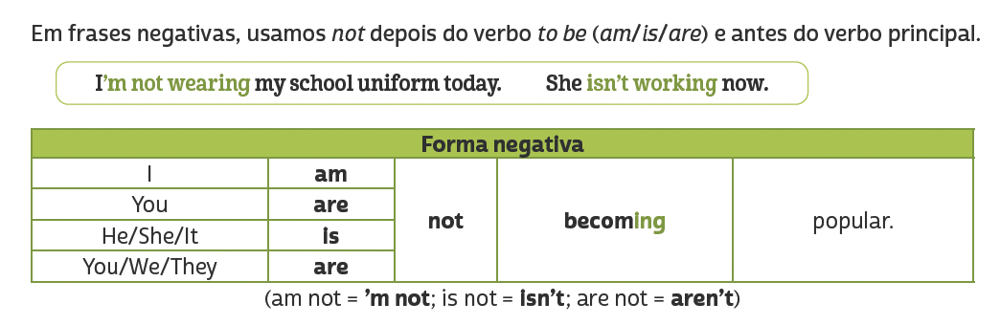 Em frases negativas, usamos not depois do verbo to be (am/is/are) e antes do verbo principal.
I’m not wearing my school uniform today. She isn’t working now.
Forma negativa
I am
You are
He/She/It is
You/We/They are
not becoming popular.
(am not = ’m not; is not = isn’t; are not = aren’t)